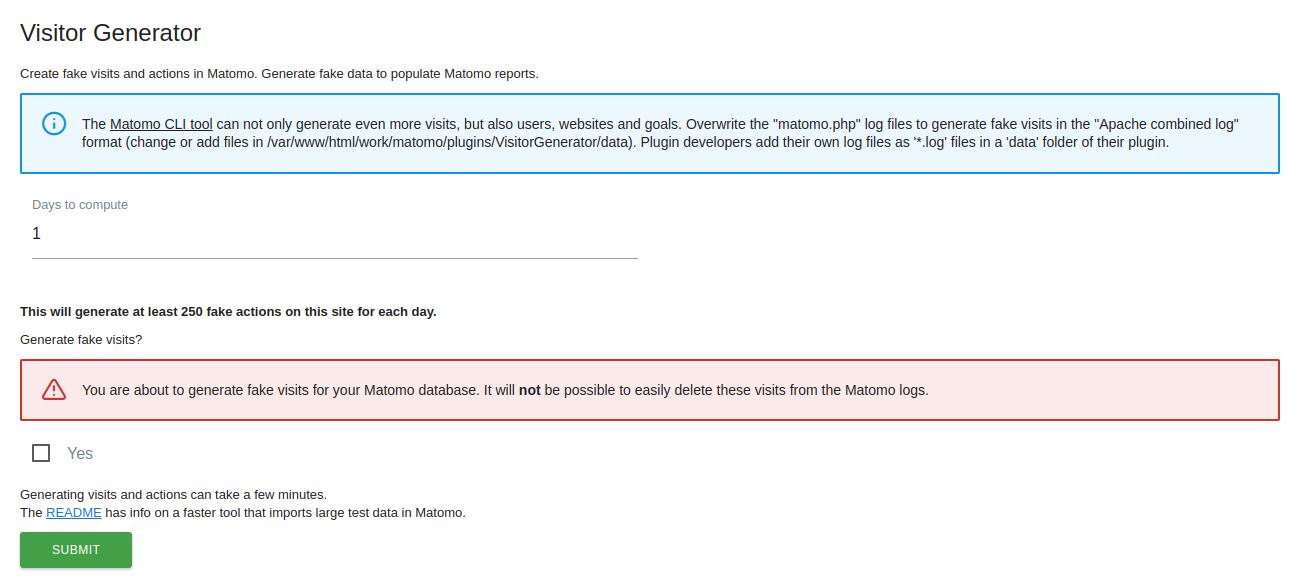 Visitor Generator
Create fake visits and actions in Matomo. Generate fake data to populate Matomo reports.
The Matomo CLI tool can not only generate even more visits, but also users, websites and goals. Overwrite the "matomo.php" log files to generate fake visits in the "Apache combined log"
format (change or add files in /var/www/html/work/matomo/plugins/VisitorGenerator/data). Plugin developers add their own log files as '*.log' files in a 'data' folder of their plugin.
Days to compute
1
This will generate at least 250 fake actions on this site for each day.
Generate fake visits?
You are about to generate fake visits for your Matomo database. It will not be possible to easily delete these visits from the Matomo logs.
Yes
Generating visits and actions can take a few minutes.
The README has info on a faster tool that imports large test data in Matomo.
SUBMIT